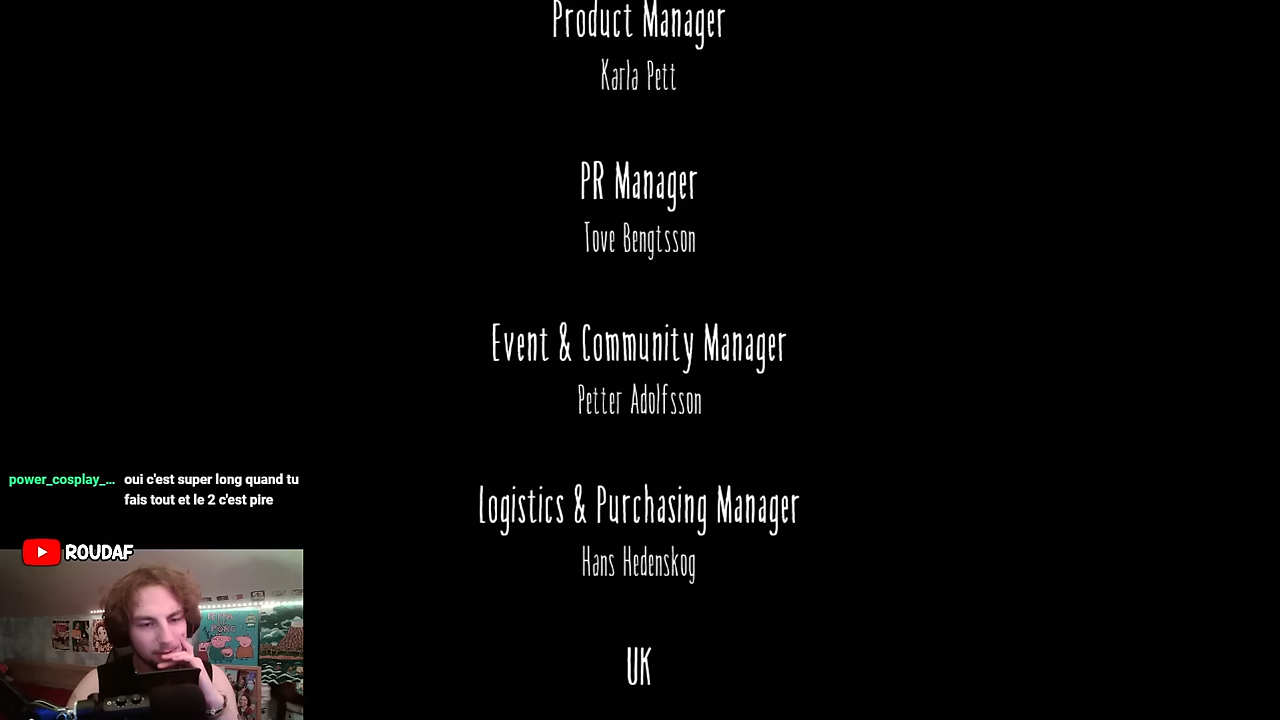 Product Manager
Karla Pett
PR Manager
Tove Bengtsson
Event & Community Manager
Petter Adolfsson
Logistics & Purchasing Manager
Hans Hedenskog
UK
power_cosplay_... oui c'est super long quand tu
fais tout et le 2 c'est pire
ROUDAF